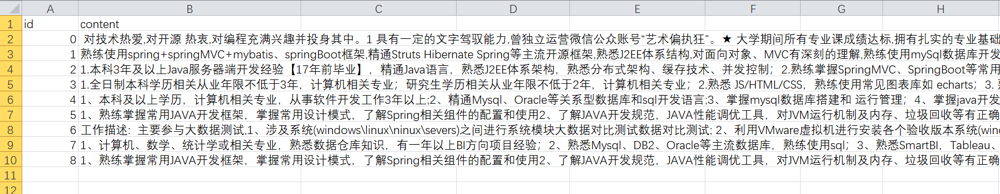 A B C D E F G H
1 id content
2 0 对技术热爱,对开源 热衷,对编程充满兴趣并投身其中。1 具有一定的文字驾驭能力,曾独立运营微信公众账号“艺术偏执狂”。★ 大学期间所有专业课成绩达标,拥有扎实的专业基础
3 1 熟练使用spring+springMVC+mybatis、springBoot框架,精通Struts Hibernate Spring等主流开源框架,熟悉J2EE体系结构,对面向对象、MVC有深刻的理解,熟练使用mySql数据库开发
4 2 1.本科3年及以上Java服务器端开发经验【17年前毕业】，精通Java语言，熟悉J2EE体系架构，熟悉分布式架构、缓存技术、并发控制；2.熟练掌握SpringMVC、SpringBoot等常用
5 3 1.全日制本科学历相关从业年限不低于3年，计算机相关专业；研究生学历相关从业年限不低于2年，计算机相关专业；2.熟悉 JS/HTML/CSS，熟练使用常见图表库如 echarts；3.
6 4 1、本科及以上学历，计算机相关专业，从事软件开发工作3年以上;2、精通Mysql、Oracle等关系型数据库和sql开发语言;3、掌握mysql数据库搭建和 运行管理；4、掌握java开发
7 5 1、熟练掌握常用JAVA开发框架，掌握常用设计模式，了解Spring相关组件的配置和使用2、了解JAVA开发规范，JAVA性能调优工具，对JVM运行机制及内存、垃圾回收等有正确
8 6 工作描述：主要参与大数据测试,1、涉及系统(windows\linux\ninux\severs)之间进行系统模块大数据对比测试数据对比测试; 2、利用VMware虚拟机进行安装各个验收版本系统(wind
9 7 1、计算机、数学、统计学或相关专业，熟悉数据仓库知识，有一年以上BI方向项目经验；2、熟悉Mysql、DB2、Oracle等主流数据库，熟练使用sql；3、熟悉SmartBI，Tableau、
10 8 1、熟练掌握常用JAVA开发框架，掌握常用设计模式，了解Spring相关组件的配置和使用2、了解JAVA开发规范，JAVA性能调优工具，对JVM运行机制及内存、垃圾回收等有正确
11
12